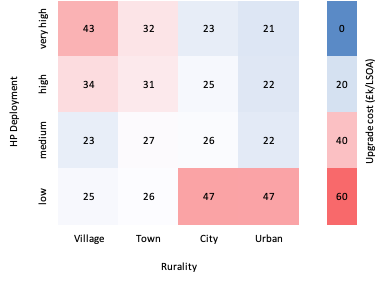 very high 43 32 23 21 0
high 34 31 25 22 20
medium 23 27 26 22 40
low 25 26 47 47 60
Village Town City Urban
Rurality
HP Deployment
Upgrade cost (£k/LSOA)